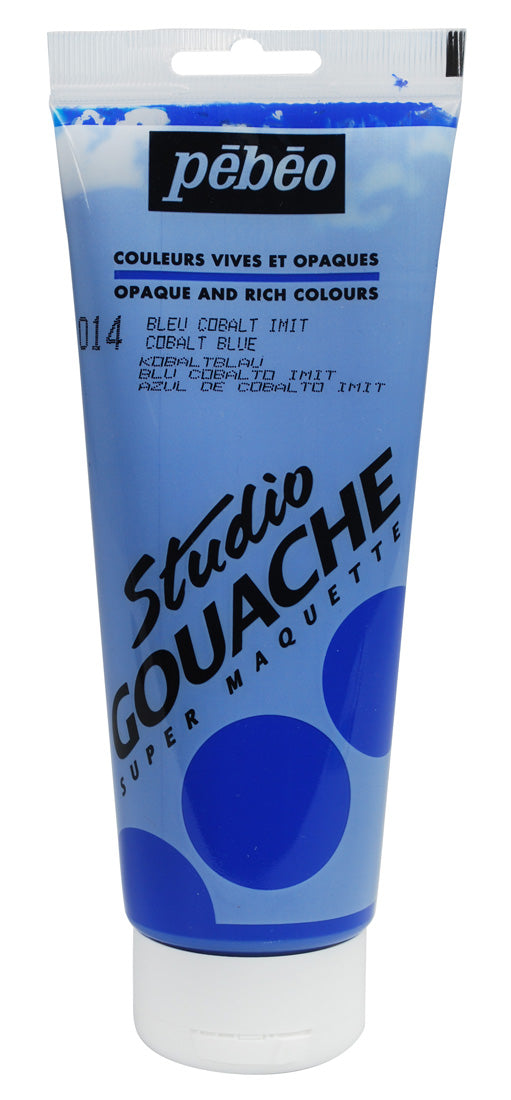 pēbēo
COULEURS VIVES ET OPAQUES
OPAQUE AND RICH COLOURS
014 BLEU COBALT IMIT
COBALT BLUE
KOBALTBLAU
BLU COBALTO IMIT
AZUL DE COBALTO IMIT
Studio
GOUACHE
SUPER MAQUETTE